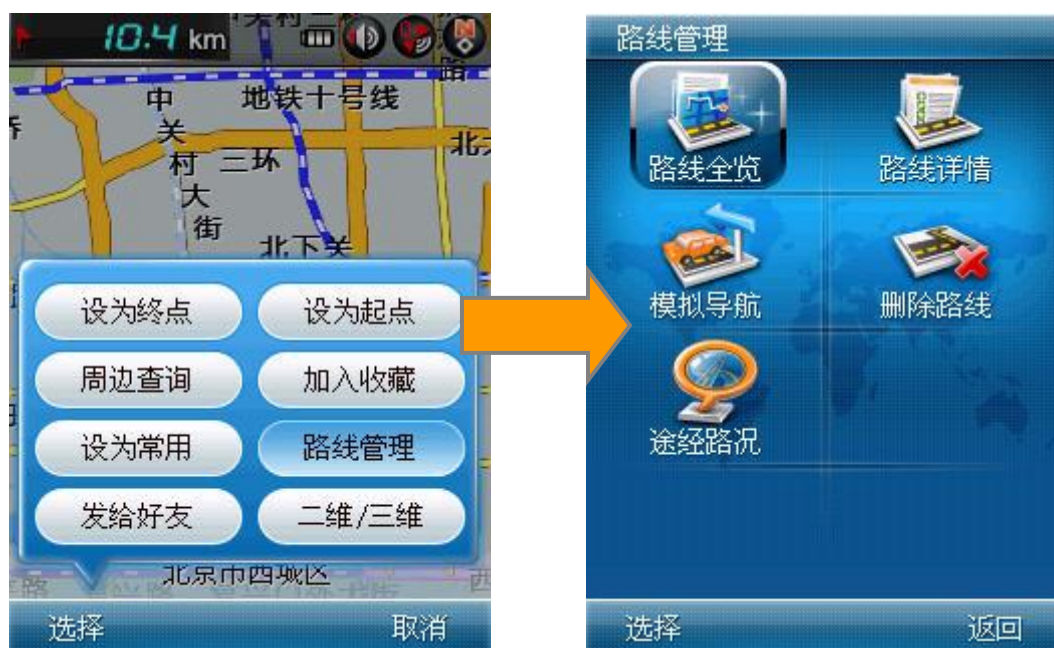 10.4 km
N
路
中
地铁十号线
关
村
三环
大
街
北下关
设为终点
设为起点
周边查询
加入收藏
设为常用
路线管理
发给好友
二维/三维
北京市西城区
选择
取消
路线管理
路线全览
路线详情
模拟导航
删除路线
途经路况
选择
返回